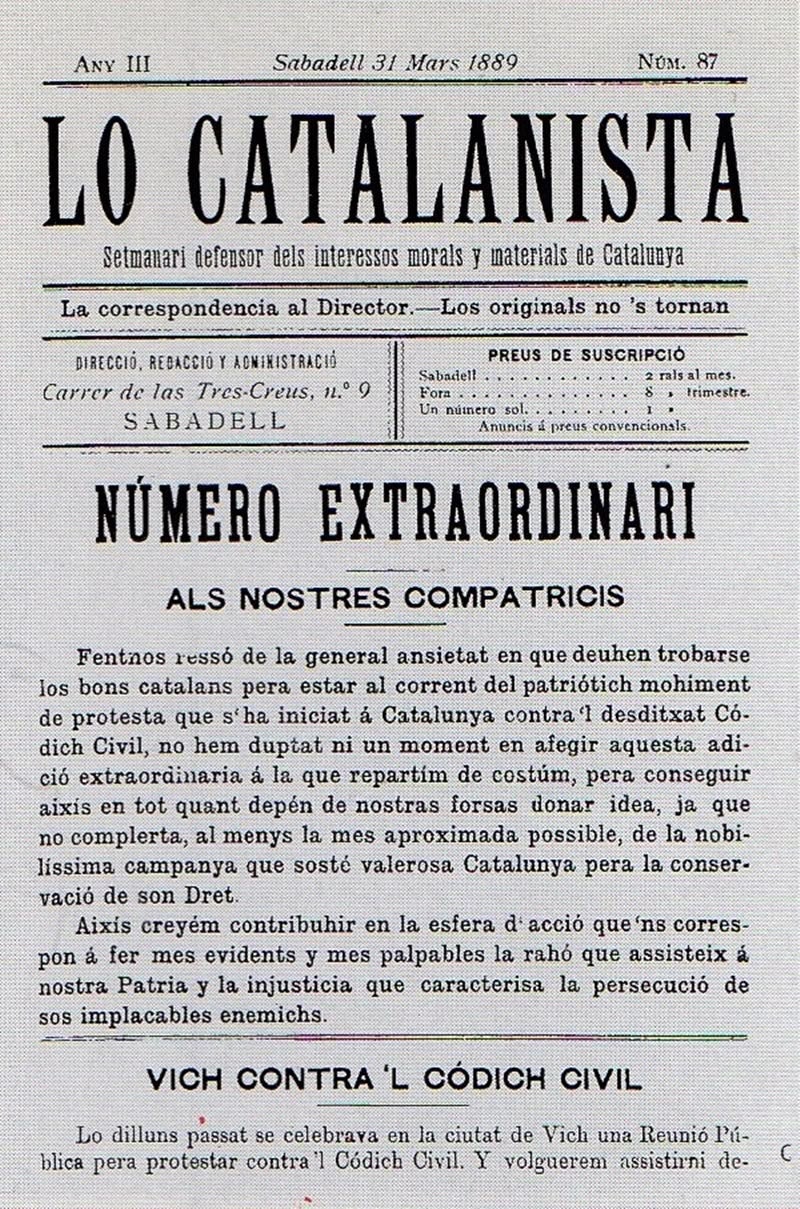 ANY III Sabadell 31 Mars 1889 NÚM. 87
LO CATALANISTA
Setmanari defensor dels interessos morals y materials de Catalunya
La correspondencia al Director.—Los originals no 's tornan
DIRECCIÓ, REDACCIÓ Y ADMINISTRACIÓ
Carrer de las Tres-Creus, n.º 9
SABADELL
PREUS DE SUSCRIPCIÓ
Sabadell . . . . . . . . . . . . 2 rals al mes.
Fora . . . . . . . . . . . . . . 8 » trimestre.
Un número sol. . . . . . . . 1 »
Anuncis á preus convencionals.
NÚMERO EXTRAORDINARI
ALS NOSTRES COMPATRICIS
Fentnos ressó de la general ansietat en que deuhen trobarse
los bons catalans pera estar al corrent del patriótich mohiment
de protesta que s'ha iniciat á Catalunya contra'l desditxat Có-
dich Civil, no hem duptat ni un moment en afegir aquesta adi-
ció extraordinaria á la que repartím de costúm, pera conseguir
aixís en tot quant depén de nostras forsas donar idea, ja que
no complerta, al menys la mes aproximada possible, de la nobi-
líssima campanya que sosté valerosa Catalunya pera la conser-
vació de son Dret.
Aixís creyém contribuhir en la esfera d'acció que'ns corres-
pon á fer mes evidents y mes palpables la rahó que assisteix á
nostra Patria y la injusticia que caracterisa la persecució de
sos implacables enemichs.
VICH CONTRA 'L CÓDICH CIVIL
Lo dilluns passat se celebrava en la ciutat de Vich una Reunió Pú-
blica pera protestar contra'l Códich Civil. Y volguerem assistirni de-
C